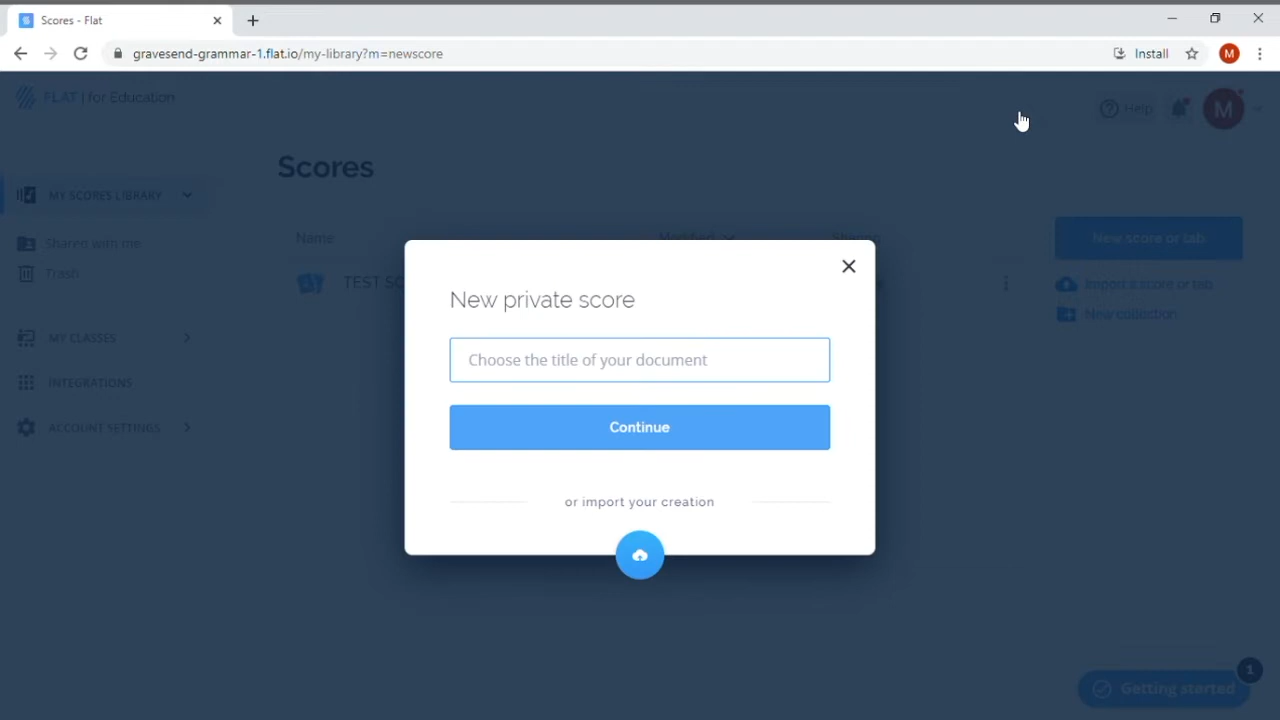 Scores - Flat
gravesend-grammar-1.flat.io/my-library?m=newscore
Install
M
FLAT | for Education
Help
M
Scores
MY SCORES LIBRARY
Shared with me
Name
Modified
New score or tab
Trash
TEST SC
Import a score or tab
New collection
New private score
MY CLASSES
Choose the title of your document
INTEGRATIONS
Continue
ACCOUNT SETTINGS
or import your creation
1
Getting started